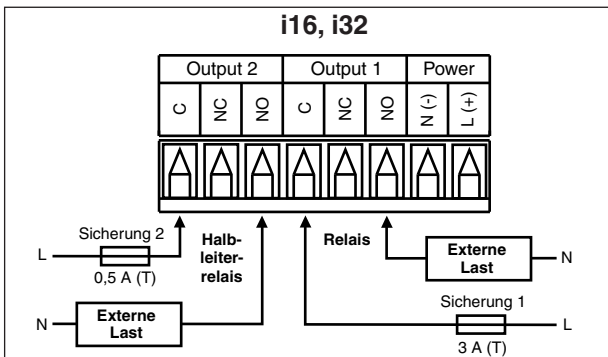 i16, i32
Output 2 Output 1 Power
C NC NO C NC NO N (-) L (+)
Sicherung 2
L
0,5 A (T)
Halb-
leiter-
relais
Relais
Externe
Last
N
N
Externe
Last
Sicherung 1
L
3 A (T)